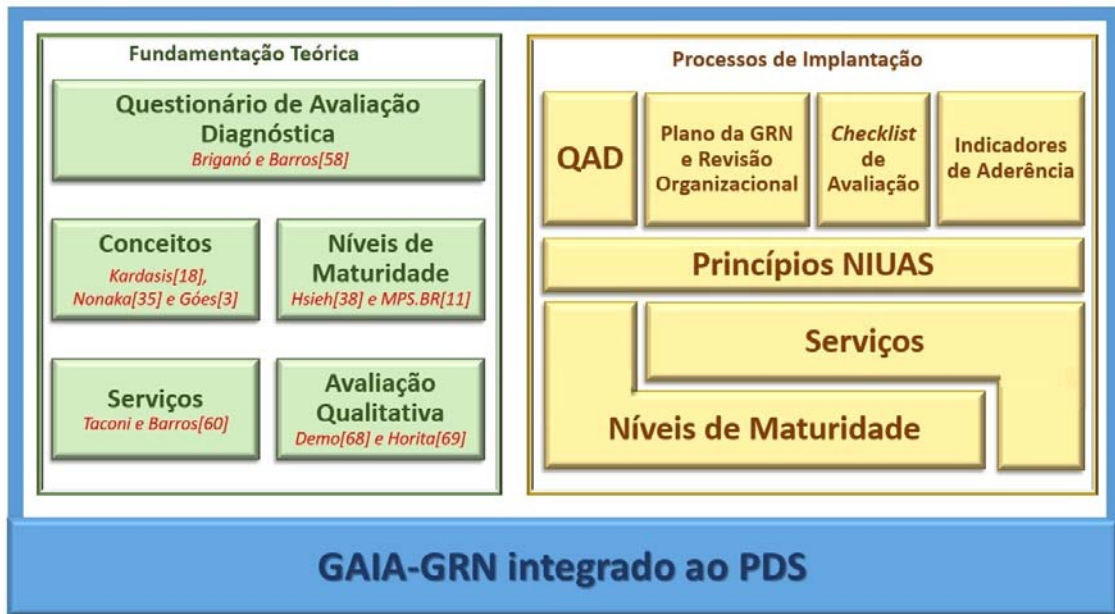 Fundamentação Teórica
Questionário de Avaliação
Diagnóstica
Briganó e Barros[58]
Conceitos
Kardasis[18],
Nonaka[35] e Góes[3]
Níveis de
Maturidade
Hsieh[38] e MPS.BR[11]
Serviços
Taconi e Barros[60]
Avaliação
Qualitativa
Demo[68] e Horita[69]
Processos de Implantação
QAD
Plano da GRN
e Revisão
Organizacional
Checklist
de
Avaliação
Indicadores
de Aderência
Princípios NIUAS
Serviços
Níveis de Maturidade
GAIA-GRN integrado ao PDS